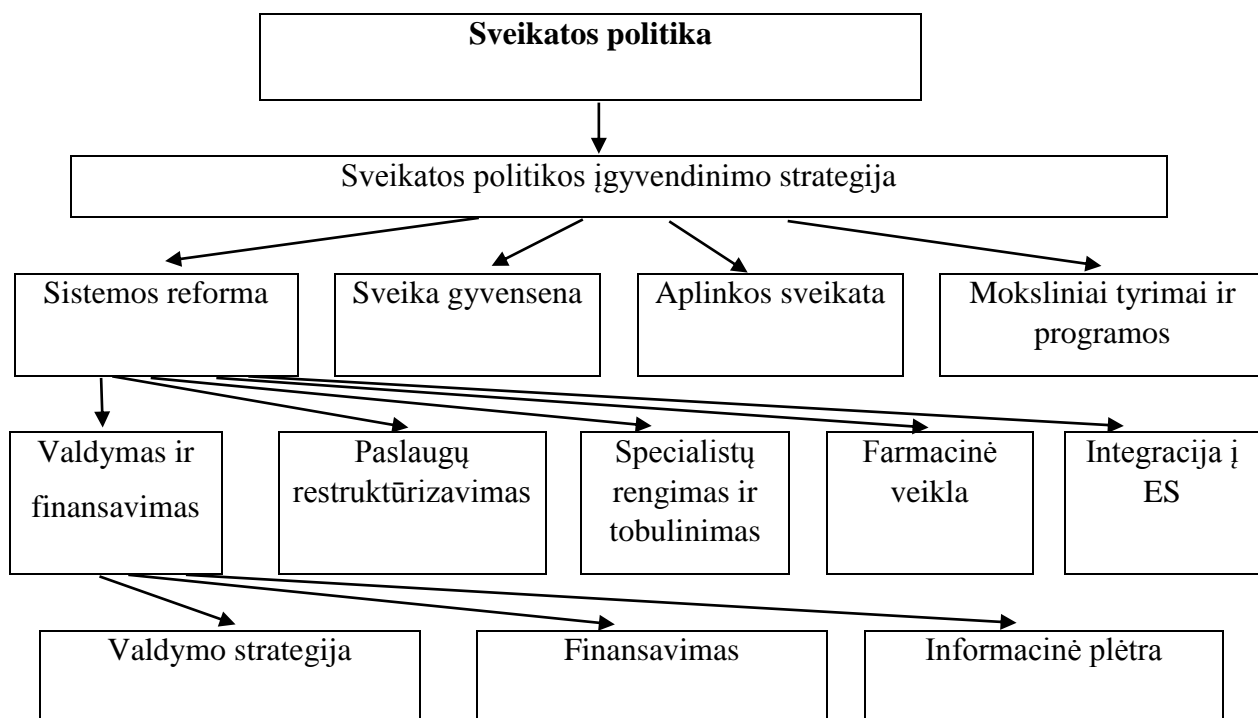 Sveikatos politika
Sveikatos politikos įgyvendinimo strategija
Sistemos reforma
Sveika gyvensena
Aplinkos sveikata
Moksliniai tyrimai ir
programos
Valdymas ir
finansavimas
Paslaugų
restruktūrizavimas
Specialistų
rengimas ir
tobulinimas
Farmacinė
veikla
Integracija į
ES
Valdymo strategija
Finansavimas
Informacinė plėtra